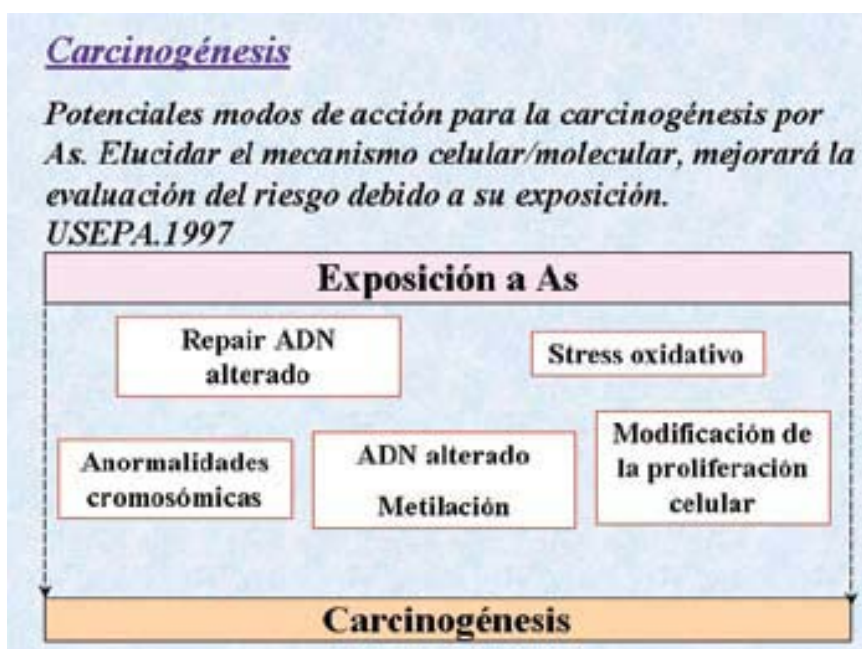 Carcinogénesis
Potenciales modos de acción para la carcinogénesis por
As. Elucidar el mecanismo celular/molecular, mejorará la
evaluación del riesgo debido a su exposición.
USEPA.1997
Exposición a As
Repair ADN
alterado
Stress oxidativo
Anormalidades
cromosómicas
ADN alterado
Metilación
Modificación de
la proliferación
celular
Carcinogénesis